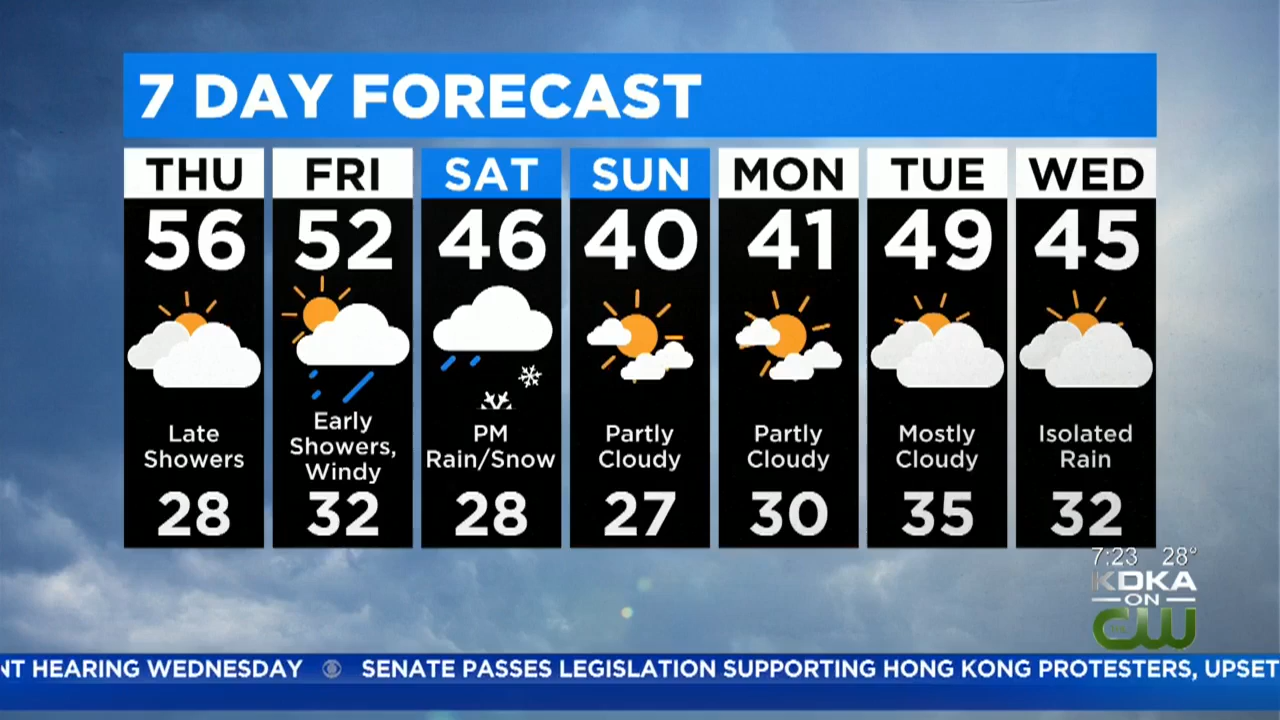 7 DAY FORECAST
THU FRI SAT SUN MON TUE WED
56 52 46 40 41 49 45
Late
Showers
Early
Showers,
Windy
PM
Rain/Snow
Partly
Cloudy
Partly
Cloudy
Mostly
Cloudy
Isolated
Rain
28 32 28 27 30 35 32
7:23 28°
KDKA
ON
THE CW
NT HEARING WEDNESDAY SENATE PASSES LEGISLATION SUPPORTING HONG KONG PROTESTERS, UPSET